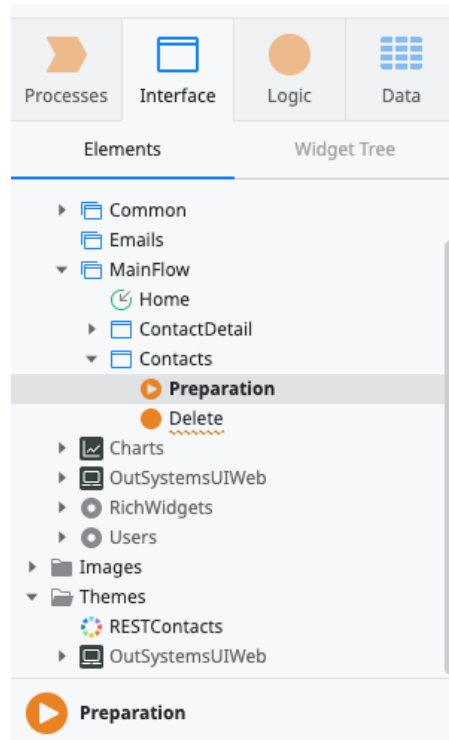 Processes Interface Logic Data
Elements Widget Tree
Common
Emails
MainFlow
Home
ContactDetail
Contacts
Preparation
Delete
Charts
OutSystemsUIWeb
RichWidgets
Users
Images
Themes
RESTContacts
OutSystemsUIWeb
Preparation